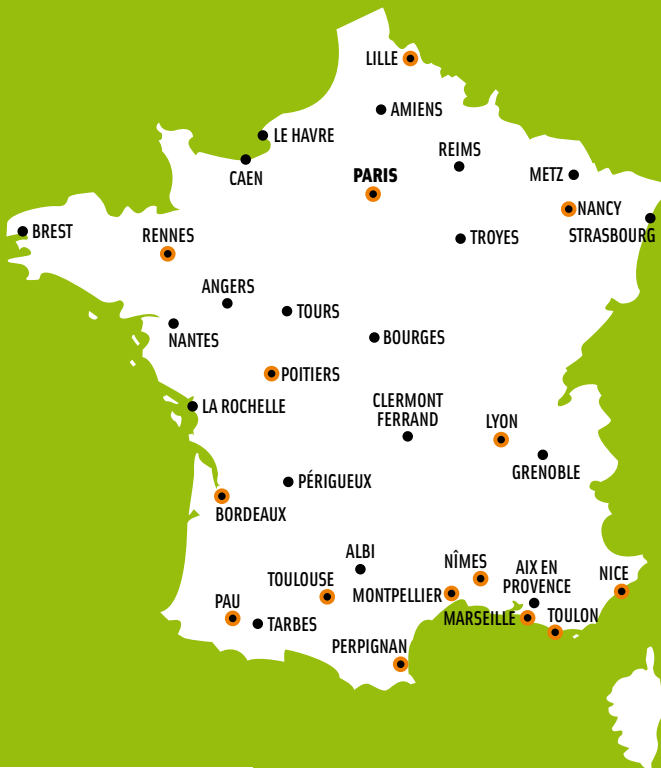 LILLE
AMIENS
LE HAVRE
REIMS
CAEN
PARIS
METZ
NANCY
BREST
RENNES
TROYES
STRASBOURG
ANGERS
TOURS
NANTES
BOURGES
POITIERS
LA ROCHELLE
CLERMONT
FERRAND
LYON
GRENOBLE
PÉRIGUEUX
BORDEAUX
ALBI
NÎMES
AIX EN
PROVENCE
NICE
TOULOUSE
MONTPELLIER
PAU
MARSEILLE
TOULON
TARBES
PERPIGNAN